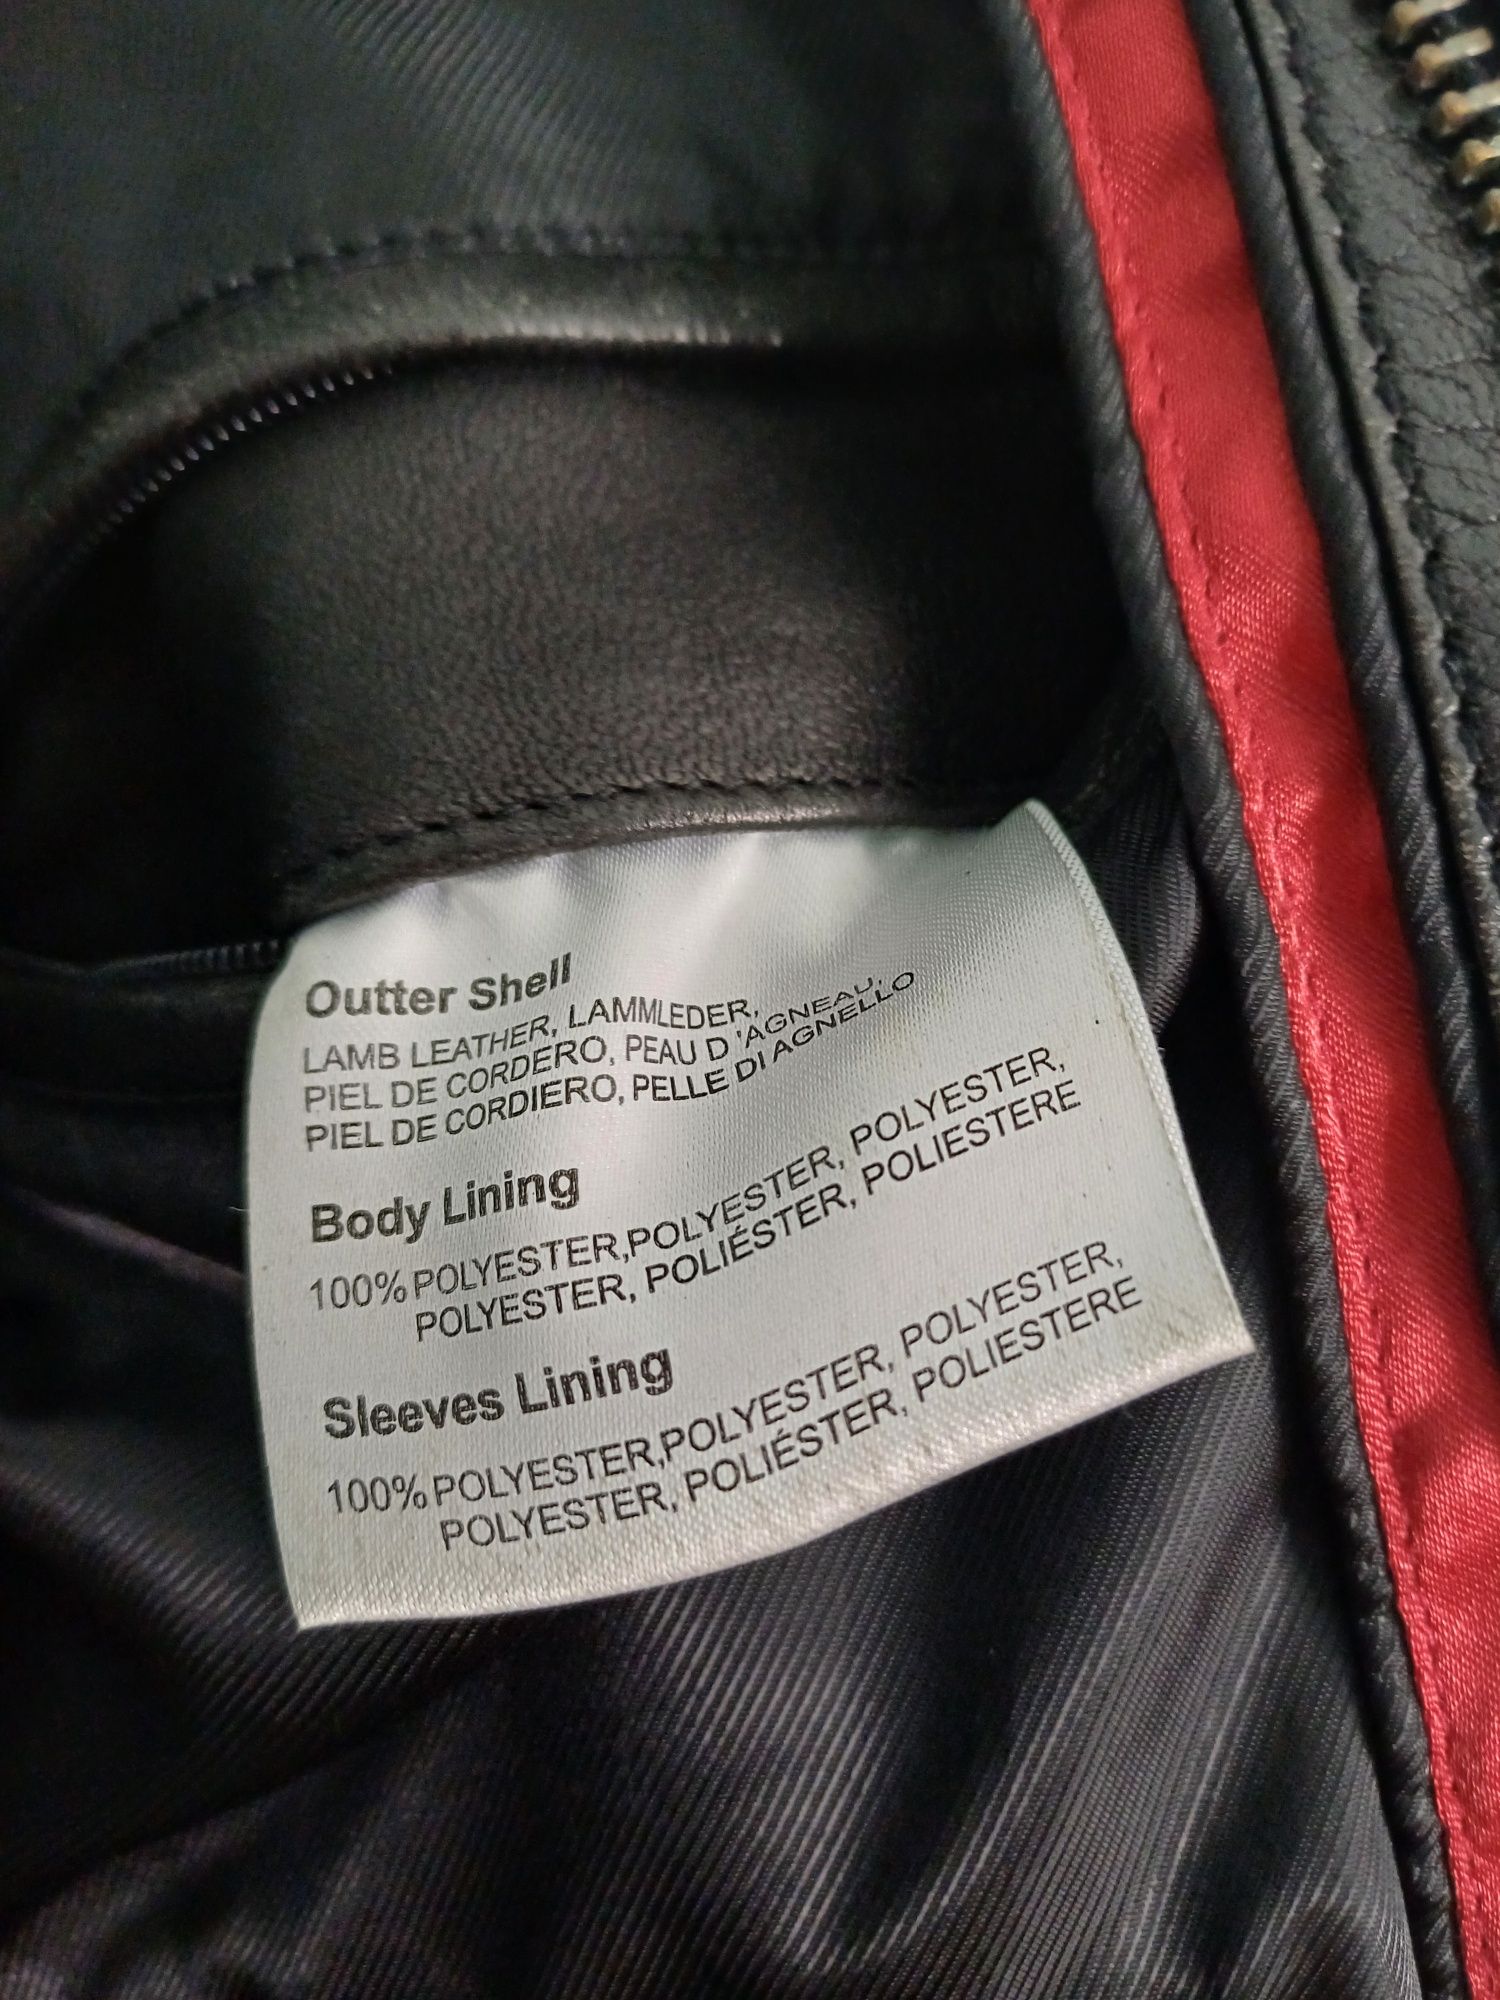 Outter Shell
LAMB LEATHER, LAMMLEDER,
PIEL DE CORDERO, PEAU D 'AGNEAU,
PIEL DE CORDIERO, PELLE DI AGNELLO
Body Lining
100% POLYESTER,POLYESTER, POLYESTER,
POLYESTER, POLIÉSTER, POLIESTERE
Sleeves Lining
100% POLYESTER,POLYESTER, POLYESTER,
POLYESTER, POLIÉSTER, POLIESTERE